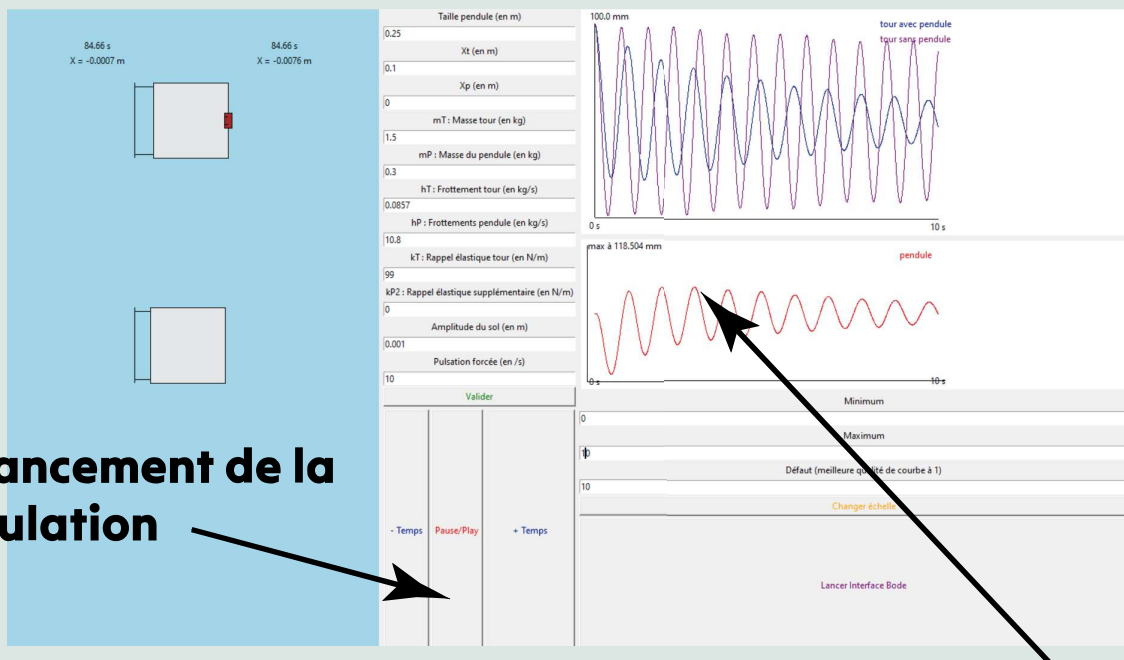 84.66 s
X = -0.0007 m
84.66 s
X = -0.0076 m
Taille pendule (en m)
0.25
Xt (en m)
0.1
Xp (en m)
0
mT : Masse tour (en kg)
1.5
mP : Masse du pendule (en kg)
0.3
hT : Frottement tour (en kg/s)
0.0857
hP : Frottements pendule (en kg/s)
10.8
kT : Rappel élastique tour (en N/m)
99
kP2 : Rappel élastique supplémentaire (en N/m)
0
Amplitude du sol (en m)
0.001
Pulsation forcée (en /s)
10
Valider
- Temps
Pause/Play
+ Temps
100.0 mm
tour avec pendule
tour sans pendule
0 s
10 s
max à 118.504 mm
pendule
0 s
10 s
Minimum
0
Maximum
10
Défaut (meilleure qualité de courbe à 1)
10
Changer échelle
Lancer Interface Bode
ancement de la
ulation